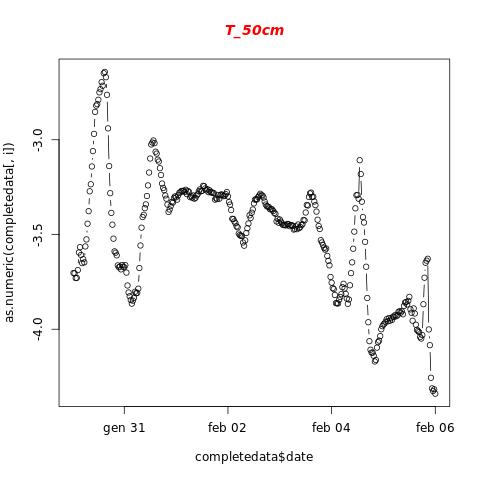 T_50cm
as.numeric(completedata[, i])
-3.0
-3.5
-4.0
gen 31
feb 02
feb 04
feb 06
completedata$date